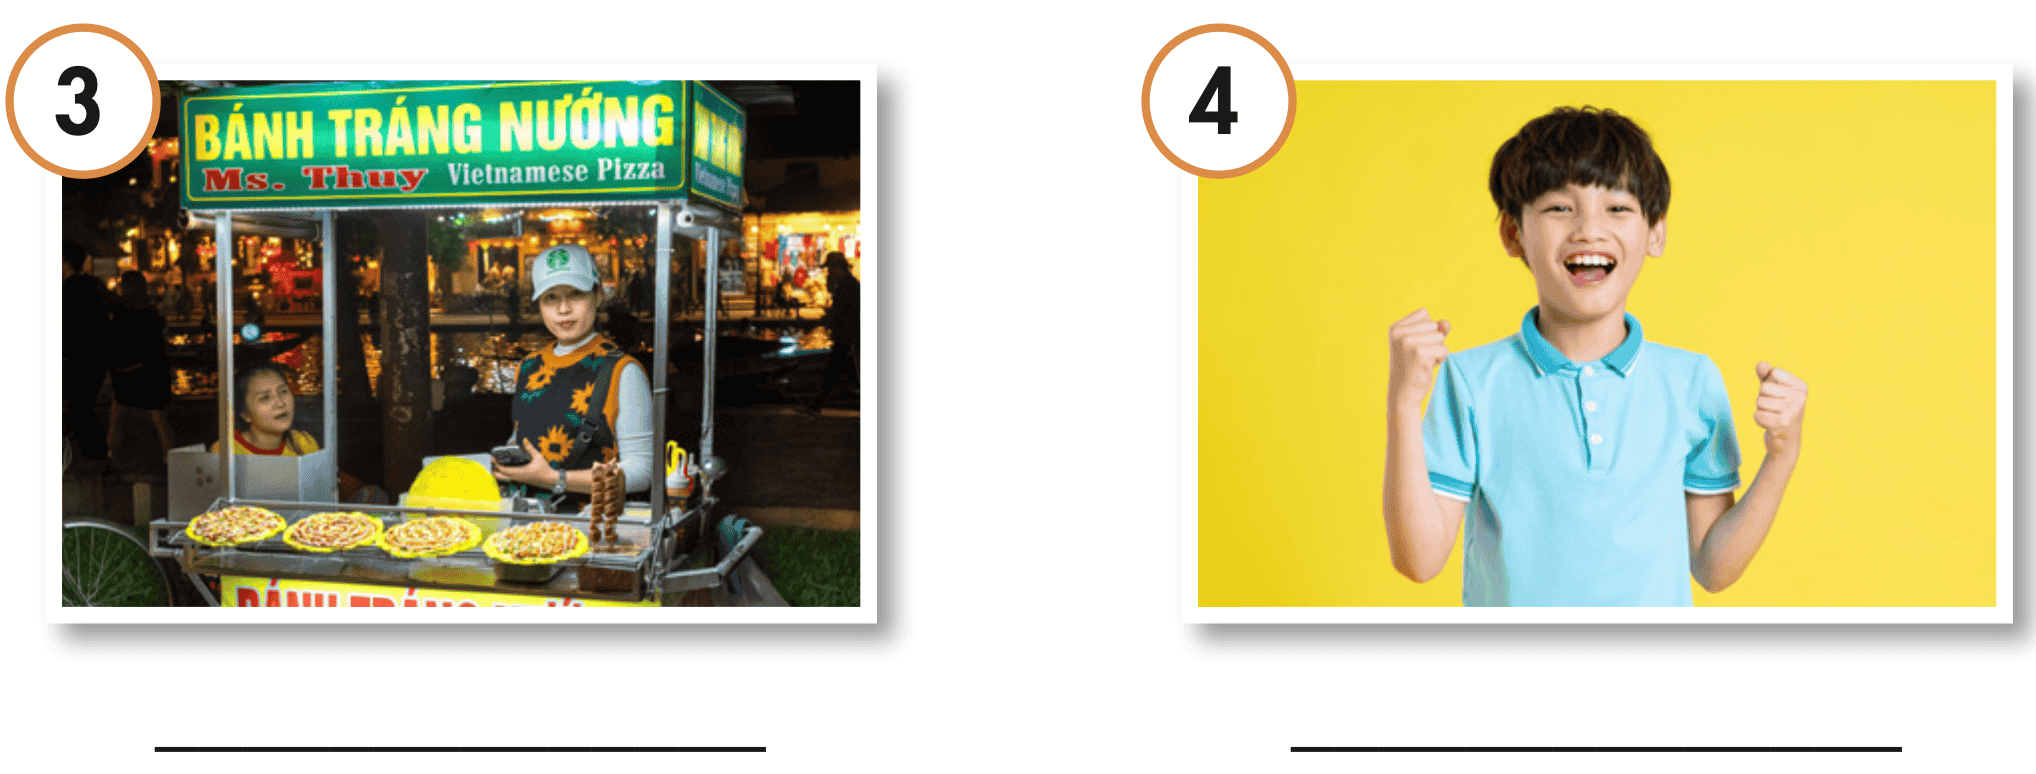 3
BÁNH TRÁNG NƯỚNG
Ms. Thuy Vietnamese Pizza
4